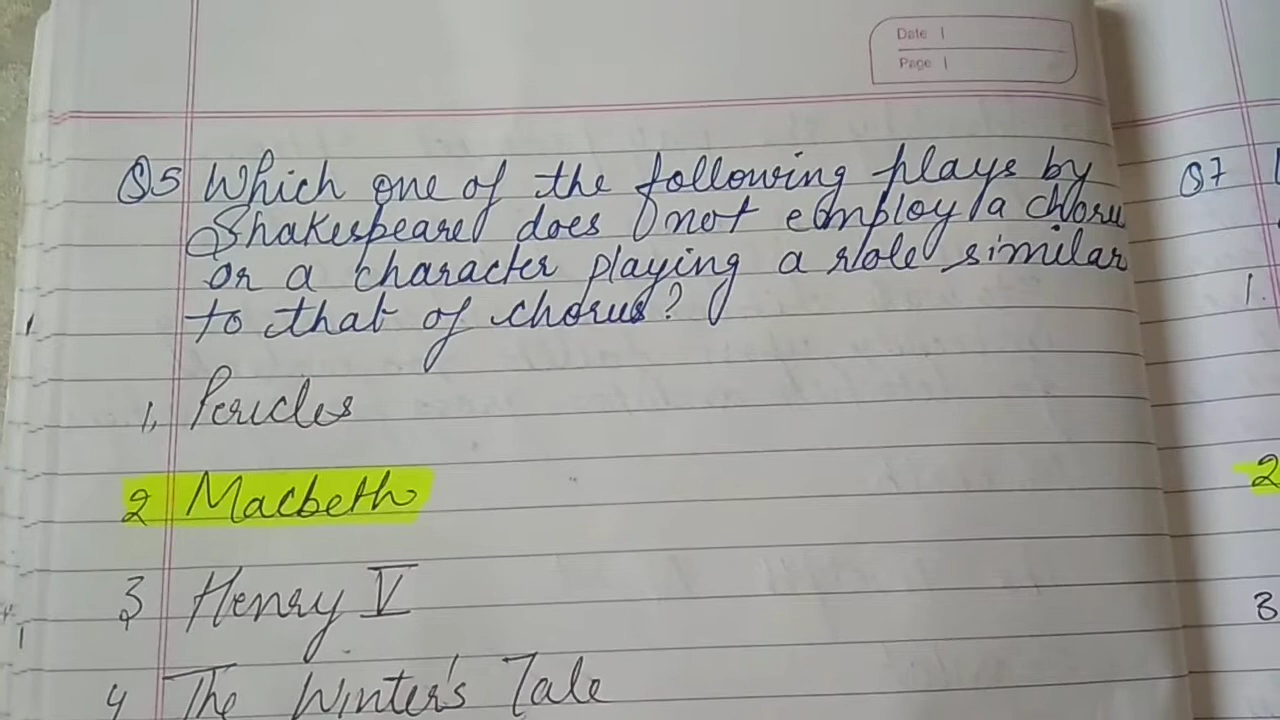 Date |
Page |
Q5 Which one of the following plays by
Shakespeare does not employ a choru
or a character playing a role similar
to that of chorus?
1, Pericles
2 Macbeth
3 Henry V
4 The Winter's Tale
Q7
1.
2
3